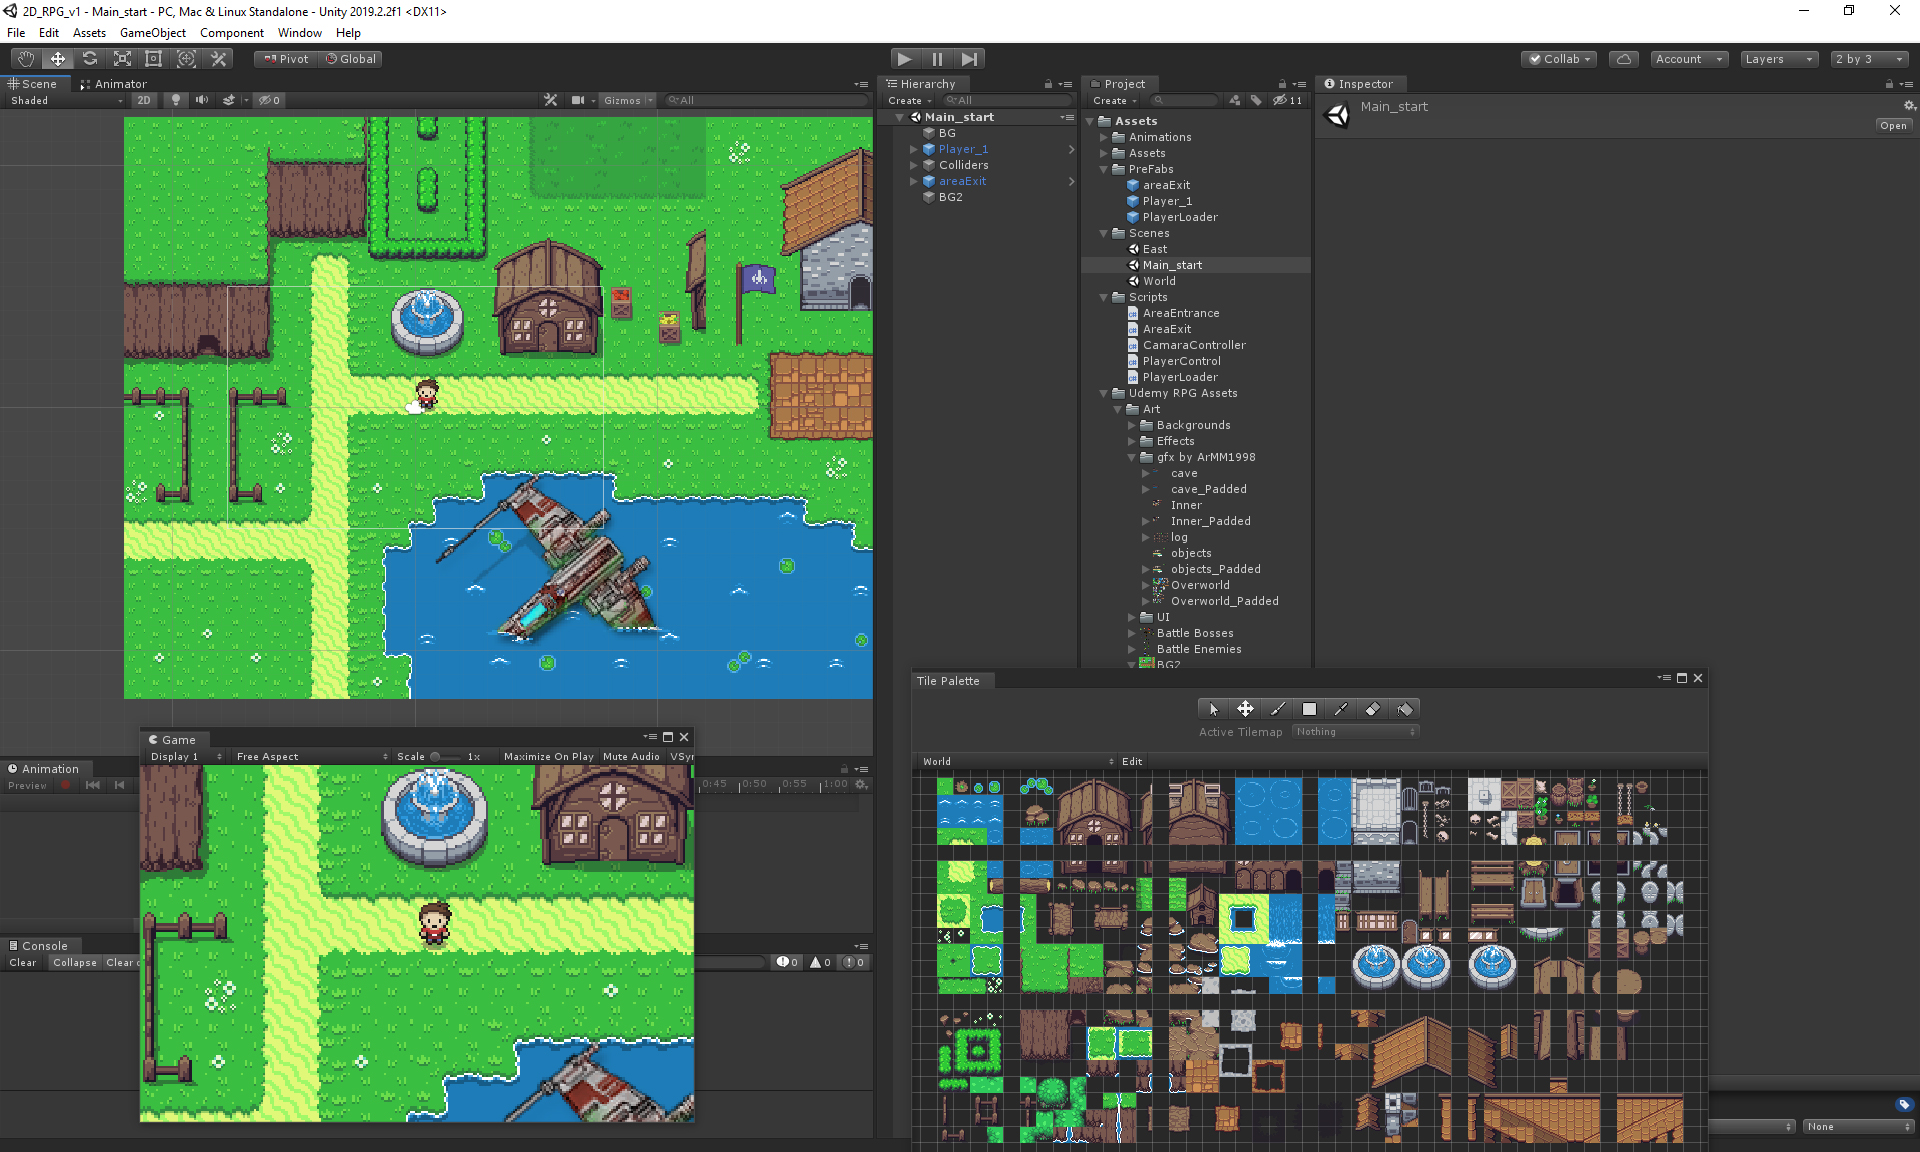 2D_RPG_v1 - Main_start - PC, Mac & Linux Standalone - Unity 2019.2.2f1 <DX11>
File Edit Assets GameObject Component Window Help
Pivot Global
Collab Account Layers 2 by 3
Scene Animator
Shaded 2D 0 Gizmos All
Hierarchy
Create All
Main_start
BG
Player_1
Colliders
areaExit
BG2
Project
Create 11
Assets
Animations
Assets
PreFabs
areaExit
Player_1
PlayerLoader
Scenes
East
Main_start
World
Scripts
AreaEntrance
AreaExit
CamaraController
PlayerControl
PlayerLoader
Udemy RPG Assets
Art
Backgrounds
Effects
gfx by ArMM1998
cave
cave_Padded
Inner
Inner_Padded
log
objects
objects_Padded
Overworld
Overworld_Padded
UI
Battle Bosses
Battle Enemies
BG2
Inspector
Main_start
Open
Tile Palette
Active Tilemap Nothing
World Edit
Game
Display 1 Free Aspect Scale 1x Maximize On Play Mute Audio VSyn
Animation
Preview
0:45 0:50 0:55 1:00
Console
Clear Collapse Clear o
0 0 0
None